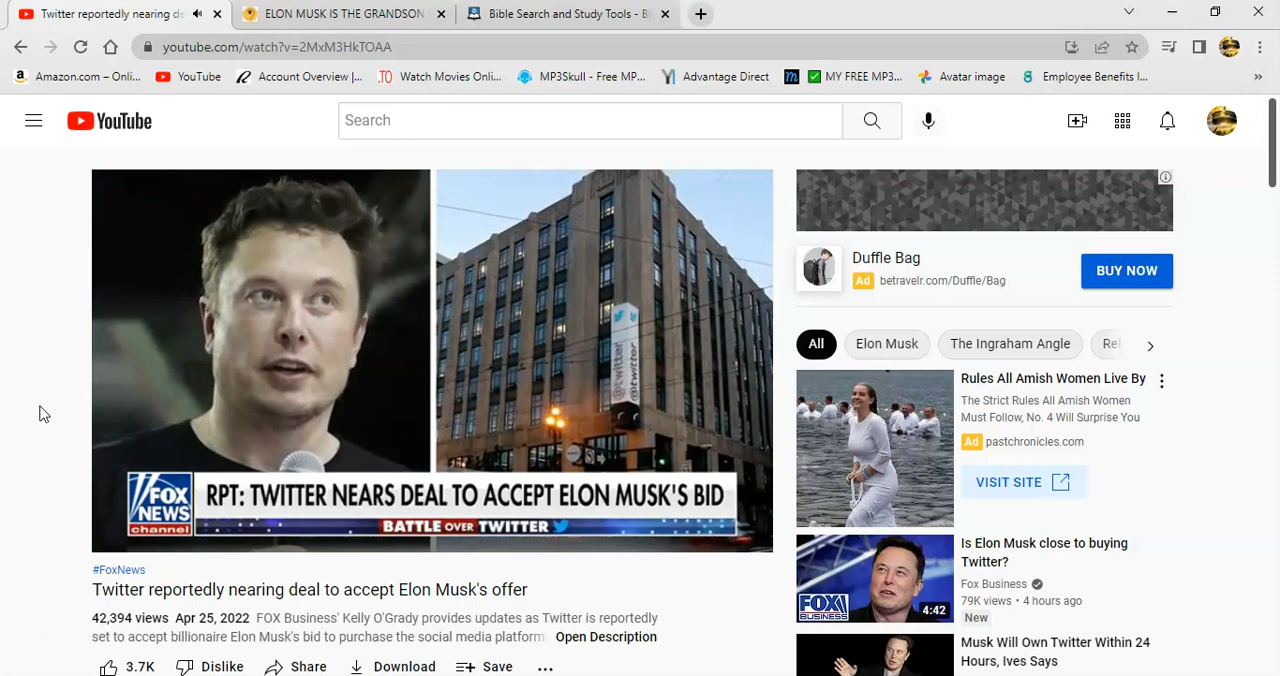 Twitter reportedly nearing de
ELON MUSK IS THE GRANDSON
Bible Search and Study Tools - Bl
youtube.com/watch?v=2MxM3HkTOAA
Amazon.com – Onli...
YouTube
Account Overview |...
Watch Movies Onli...
MP3Skull - Free MP...
Advantage Direct
MY FREE MP3...
Avatar image
Employee Benefits I...
YouTube
Search
@twitter
@twitter
FOX
NEWS
channel
RPT: TWITTER NEARS DEAL TO ACCEPT ELON MUSK'S BID
BATTLE OVER TWITTER
#FoxNews
Twitter reportedly nearing deal to accept Elon Musk's offer
42,394 views Apr 25, 2022 FOX Business' Kelly O'Grady provides updates as Twitter is reportedly
set to accept billionaire Elon Musk's bid to purchase the social media platform. Open Description
3.7K Dislike Share Download Save ...
Duffle Bag
Ad betravelr.com/Duffle/Bag
BUY NOW
All Elon Musk The Ingraham Angle Rel
Rules All Amish Women Live By
The Strict Rules All Amish Women
Must Follow, No. 4 Will Surprise You
Ad pastchronicles.com
VISIT SITE
FOX
BUSINESS
4:42
Is Elon Musk close to buying
Twitter?
Fox Business
79K views • 4 hours ago
New
Musk Will Own Twitter Within 24
Hours, Ives Says